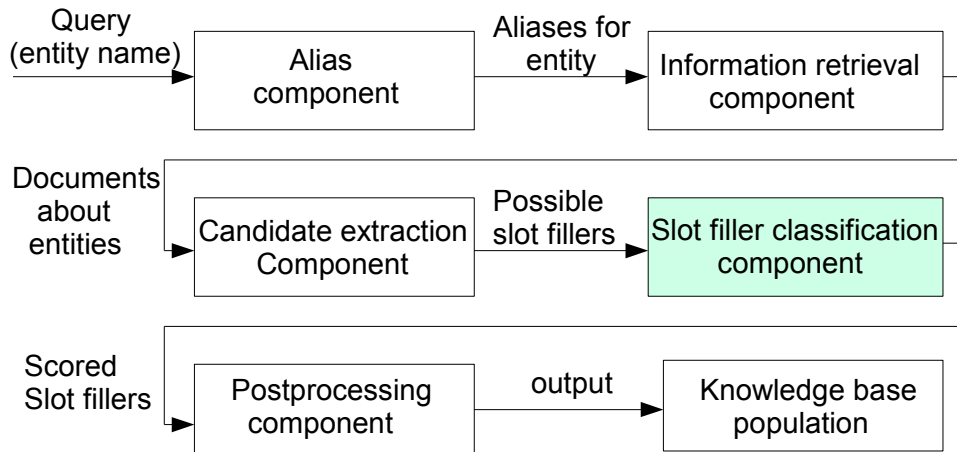 Query
(entity name)
Alias
component
Aliases for
entity
Information retrieval
component
Documents
about
entities
Candidate extraction
Component
Possible
slot fillers
Slot filler classification
component
Scored
Slot fillers
Postprocessing
component
output
Knowledge base
population